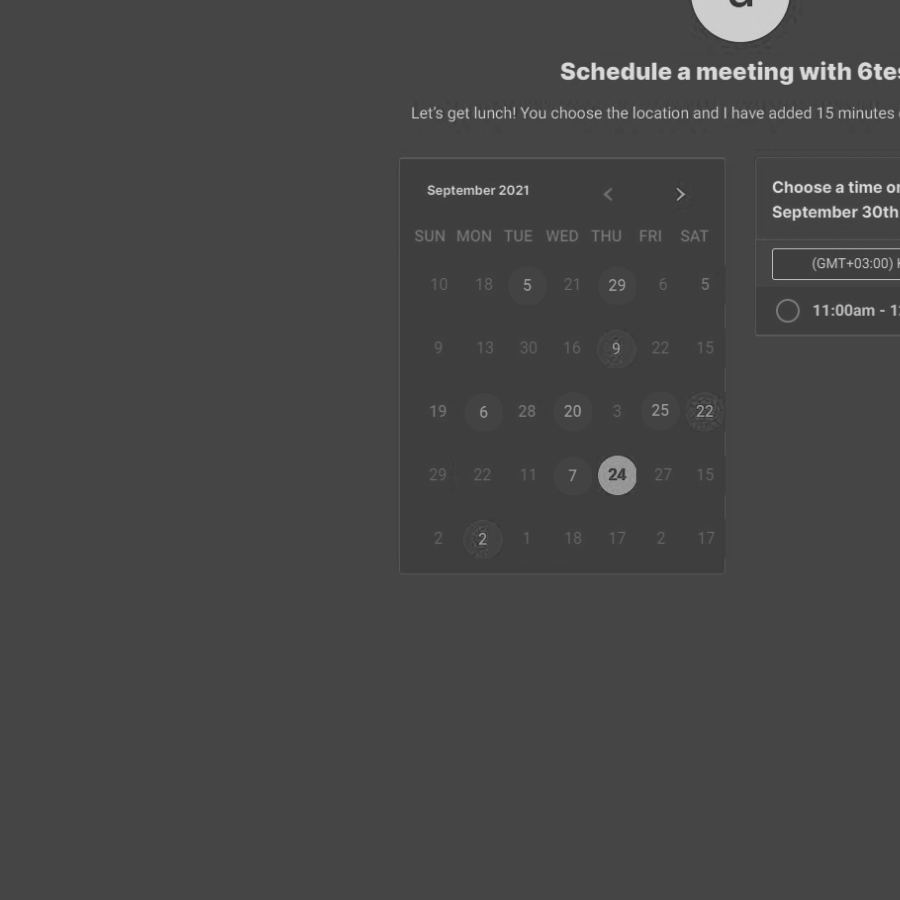 Schedule a meeting with 6tes
Let's get lunch! You choose the location and I have added 15 minutes
September 2021
SUN MON TUE WED THU FRI SAT
10 18 5 21 29 6 5
9 13 30 16 9 22 15
19 6 28 20 3 25 22
29 22 11 7 24 27 15
2 2 1 18 17 2 17
Choose a time o
September 30th
(GMT+03:00)
11:00am - 1